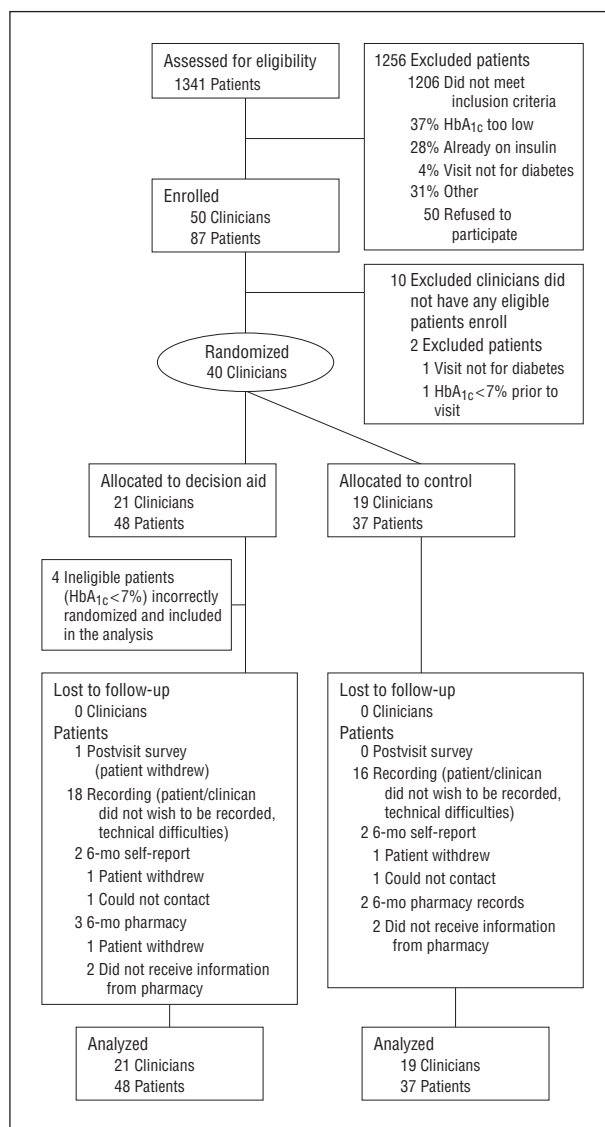 Assessed for eligibility
1341 Patients
1256 Excluded patients
1206 Did not meet
inclusion criteria
37% HbA1c too low
28% Already on insulin
4% Visit not for diabetes
31% Other
50 Refused to
participate
Enrolled
50 Clinicians
87 Patients
10 Excluded clinicians did
not have any eligible
patients enroll
2 Excluded patients
1 Visit not for diabetes
1 HbA1c<7% prior to
visit
Randomized
40 Clinicians
Allocated to decision aid
21 Clinicians
48 Patients
Allocated to control
19 Clinicians
37 Patients
4 Ineligible patients
(HbA1c<7%) incorrectly
randomized and included
in the analysis
Lost to follow-up
0 Clinicians
Patients
1 Postvisit survey
(patient withdrew)
18 Recording (patient/clinican
did not wish to be recorded,
technical difficulties)
2 6-mo self-report
1 Patient withdrew
1 Could not contact
3 6-mo pharmacy
1 Patient withdrew
2 Did not receive information
from pharmacy
Lost to follow-up
0 Clinicians
Patients
0 Postvisit survey
16 Recording (patient/clinican
did not wish to be recorded,
technical difficulties)
2 6-mo self-report
1 Patient withdrew
1 Could not contact
2 6-mo pharmacy records
2 Did not receive information
from pharmacy
Analyzed
21 Clinicians
48 Patients
Analyzed
19 Clinicians
37 Patients